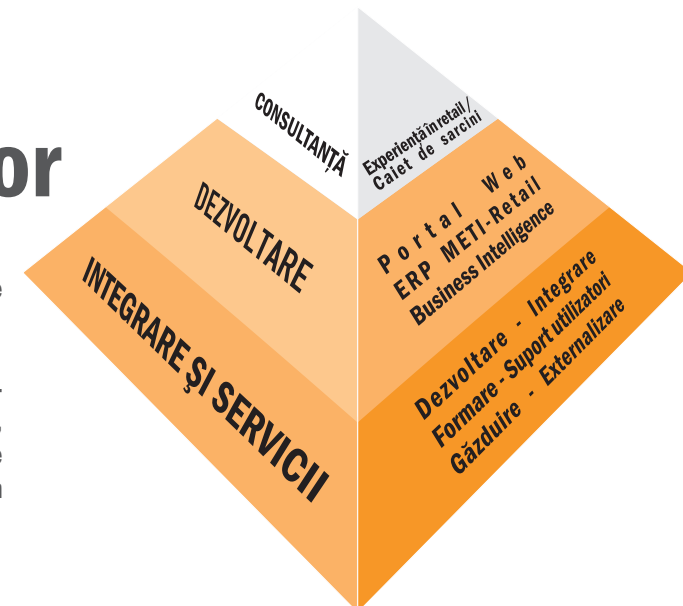 or
CONSULTANȚĂ
Experiență în retail /
Caiet de sarcini
DEZVOLTARE
Portal Web
ERP METI-Retail
Business Intelligence
INTEGRARE ŞI SERVICII
Dezvoltare - Integrare
Formare - Suport utilizatori
Găzduire - Externalizare